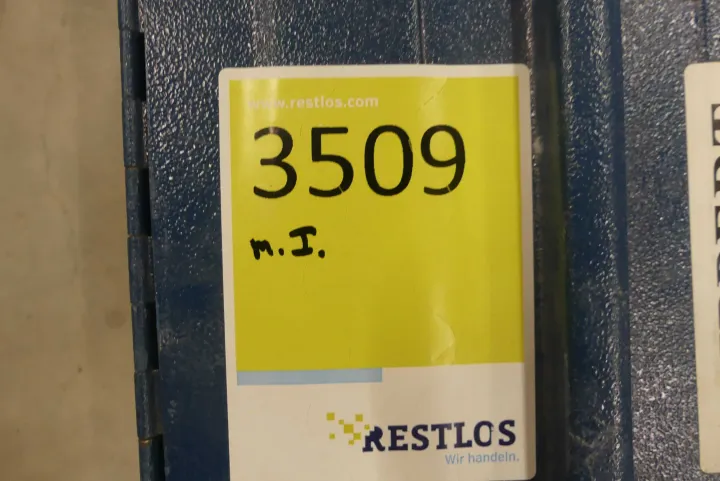 www.restlos.com
3509
m. I.
RESTLOS
Wir handeln.